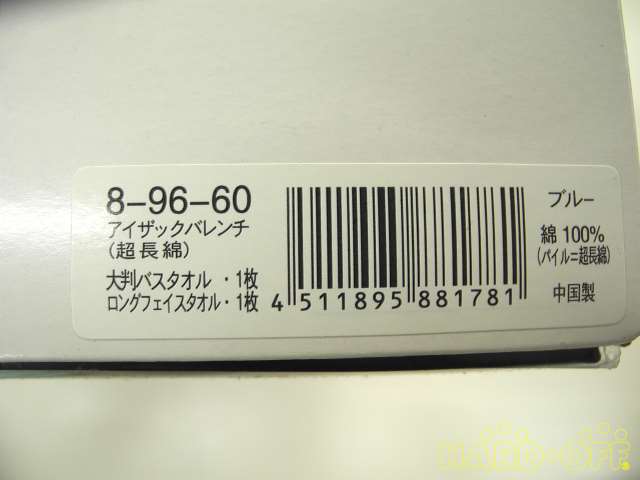 8-96-60
アイザックバレンチ
(超長綿)
大判バスタオル ・1枚
ロングフェイスタオル・1枚
4 511895 881781
ブルー
綿 100%
(パイル=超長綿)
中国製
HARD・OFF